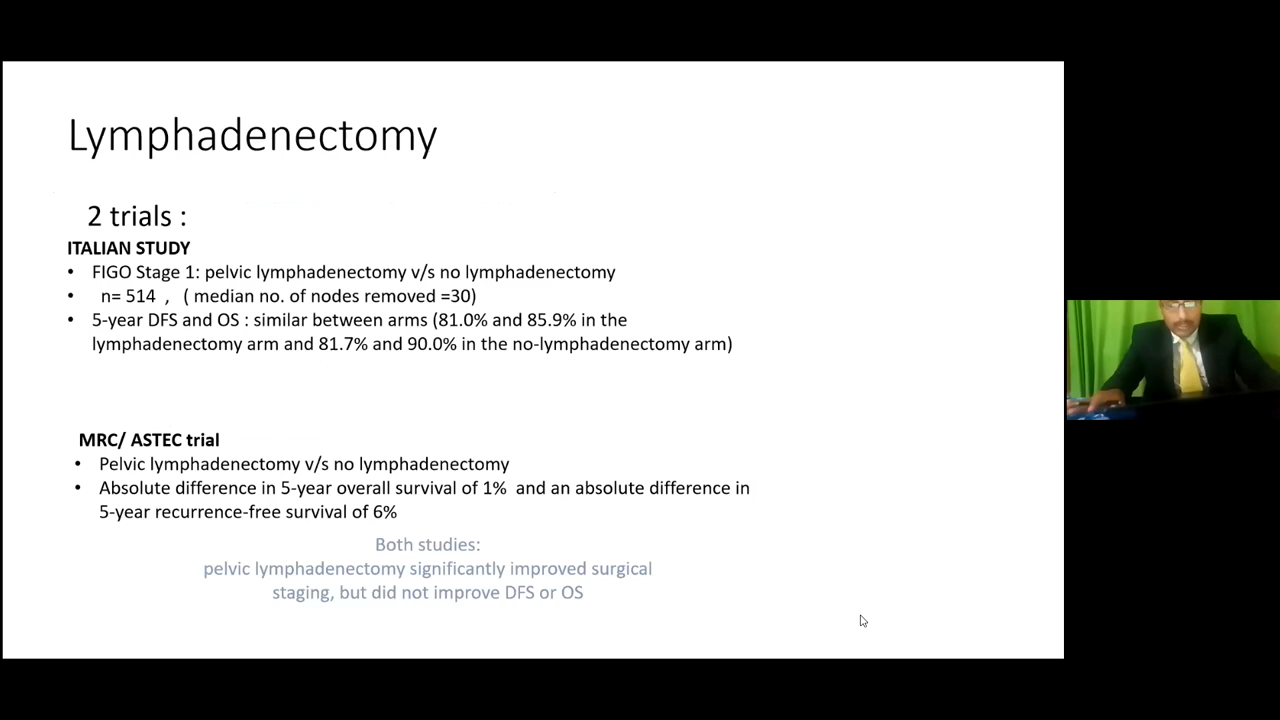 Lymphadenectomy
2 trials :
ITALIAN STUDY
• FIGO Stage 1: pelvic lymphadenectomy v/s no lymphadenectomy
• n= 514 , ( median no. of nodes removed =30)
• 5-year DFS and OS : similar between arms (81.0% and 85.9% in the
lymphadenectomy arm and 81.7% and 90.0% in the no-lymphadenectomy arm)
MRC/ ASTEC trial
• Pelvic lymphadenectomy v/s no lymphadenectomy
• Absolute difference in 5-year overall survival of 1% and an absolute difference in
5-year recurrence-free survival of 6%
Both studies:
pelvic lymphadenectomy significantly improved surgical
staging, but did not improve DFS or OS